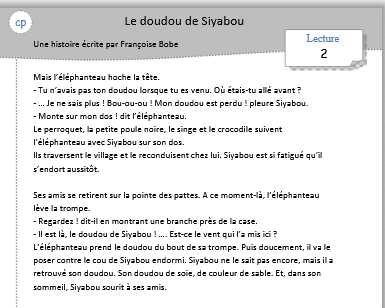 cp
Le doudou de Siyabou
Une histoire écrite par Françoise Bobe
Lecture
2
Mais l'éléphanteau hoche la tête.
- Tu n'avais pas ton doudou lorsque tu es venu. Où étais-tu allé avant ?
- ... Je ne sais plus ! Bou-ou-ou ! Mon doudou est perdu ! pleure Siyabou.
- Monte sur mon dos ! dit l'éléphanteau.
Le perroquet, la petite poule noire, le singe et le crocodile suivent
l'éléphanteau avec Siyabou sur son dos.
Ils traversent le village et le reconduisent chez lui. Siyabou est si fatigué qu'il
s'endort aussitôt.
Ses amis se retirent sur la pointe des pattes. A ce moment-là, l'éléphanteau
lève la trompe.
- Regardez ! dit-il en montrant une branche près de la case.
- Il est là, le doudou de Siyabou ! .... Est-ce le vent qui l'a mis ici ?
L'éléphanteau prend le doudou du bout de sa trompe. Puis doucement, il va le
poser contre le cou de Siyabou endormi. Siyabou ne le sait pas encore, mais il a
retrouvé son doudou. Son doudou de soie, de couleur de sable. Et, dans son
sommeil, Siyabou sourit à ses amis.